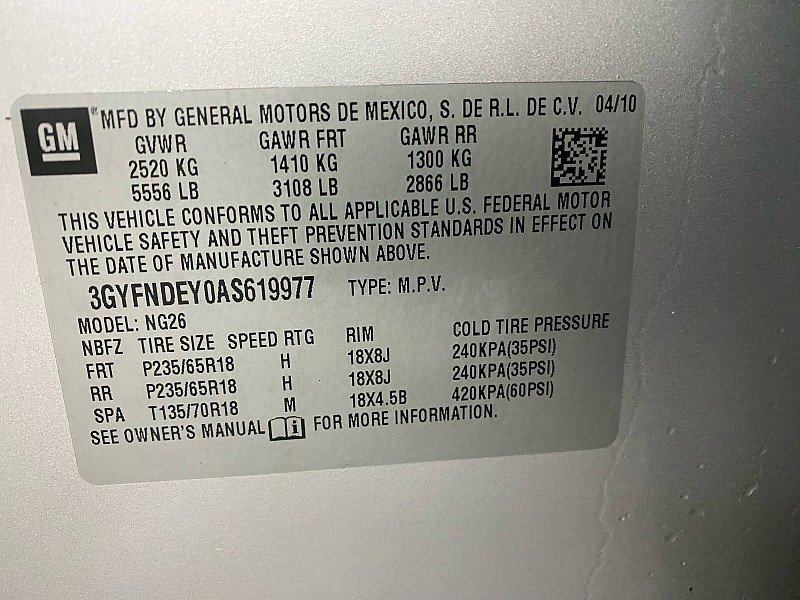 GM ® MFD BY GENERAL MOTORS DE MEXICO, S. DE R.L. DE C.V. 04/10
GVWR GAWR FRT GAWR RR
2520 KG 1410 KG 1300 KG
5556 LB 3108 LB 2866 LB
THIS VEHICLE CONFORMS TO ALL APPLICABLE U.S. FEDERAL MOTOR
VEHICLE SAFETY AND THEFT PREVENTION STANDARDS IN EFFECT ON
THE DATE OF MANUFACTURE SHOWN ABOVE.
3GYFNDEY0AS619977 TYPE: M.P.V.
MODEL: NG26
NBFZ TIRE SIZE SPEED RTG RIM COLD TIRE PRESSURE
FRT P235/65R18 H 18X8J 240KPA(35PSI)
RR P235/65R18 H 18X8J 240KPA(35PSI)
SPA T135/70R18 M 18X4.5B 420KPA(60PSI)
SEE OWNER'S MANUAL i FOR MORE INFORMATION.